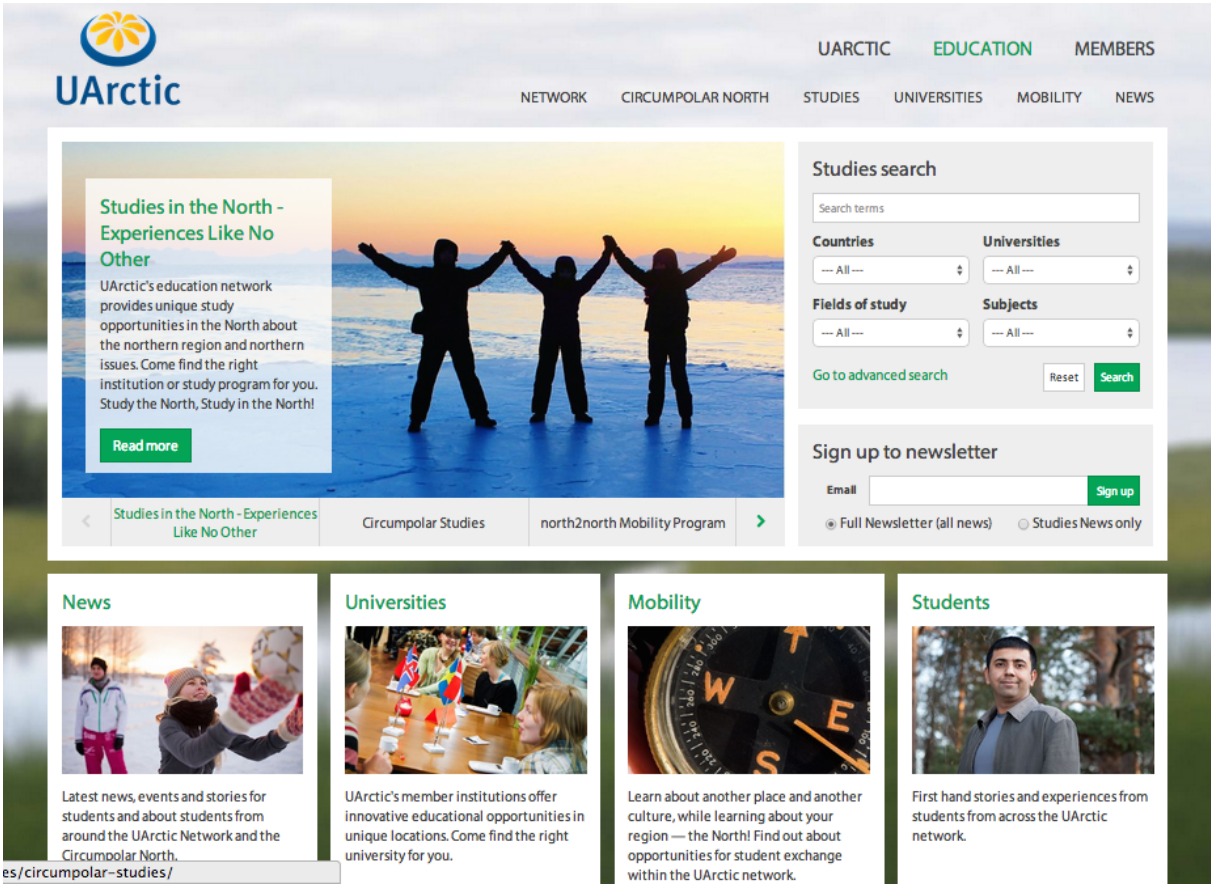 UArctic
UARCTIC EDUCATION MEMBERS
NETWORK CIRCUMPOLAR NORTH STUDIES UNIVERSITIES MOBILITY NEWS
Studies in the North -
Experiences Like No
Other
UArctic's education network
provides unique study
opportunities in the North about
the northern region and northern
issues. Come find the right
institution or study program for you.
Study the North, Study in the North!
Read more
Studies in the North - Experiences
Like No Other
Circumpolar Studies
north2north Mobility Program
Studies search
Search terms
Countries Universities
--- All --- --- All ---
Fields of study Subjects
--- All --- --- All ---
Go to advanced search Reset Search
Sign up to newsletter
Email Sign up
Full Newsletter (all news) Studies News only
News
Latest news, events and stories for
students and about students from
around the UArctic Network and the
Circumpolar North.
Universities
UArctic's member institutions offer
innovative educational opportunities in
unique locations. Come find the right
university for you.
Mobility
W
E
S
Learn about another place and another
culture, while learning about your
region — the North! Find out about
opportunities for student exchange
within the UArctic network.
Students
First hand stories and experiences from
students from across the UArctic
network.
es/circumpolar-studies/